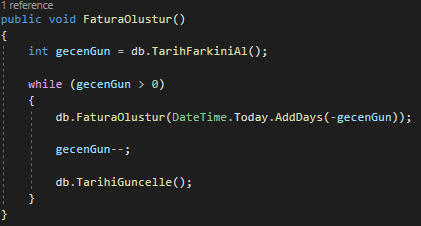 1 reference
public void FaturaOlustur()
{
    int gecenGun = db.TarihFarkiniAl();
    while (gecenGun > 0)
    {
        db.FaturaOlustur(DateTime.Today.AddDays(-gecenGun));
        gecenGun--;
        db.TarihiGuncelle();
    }
}